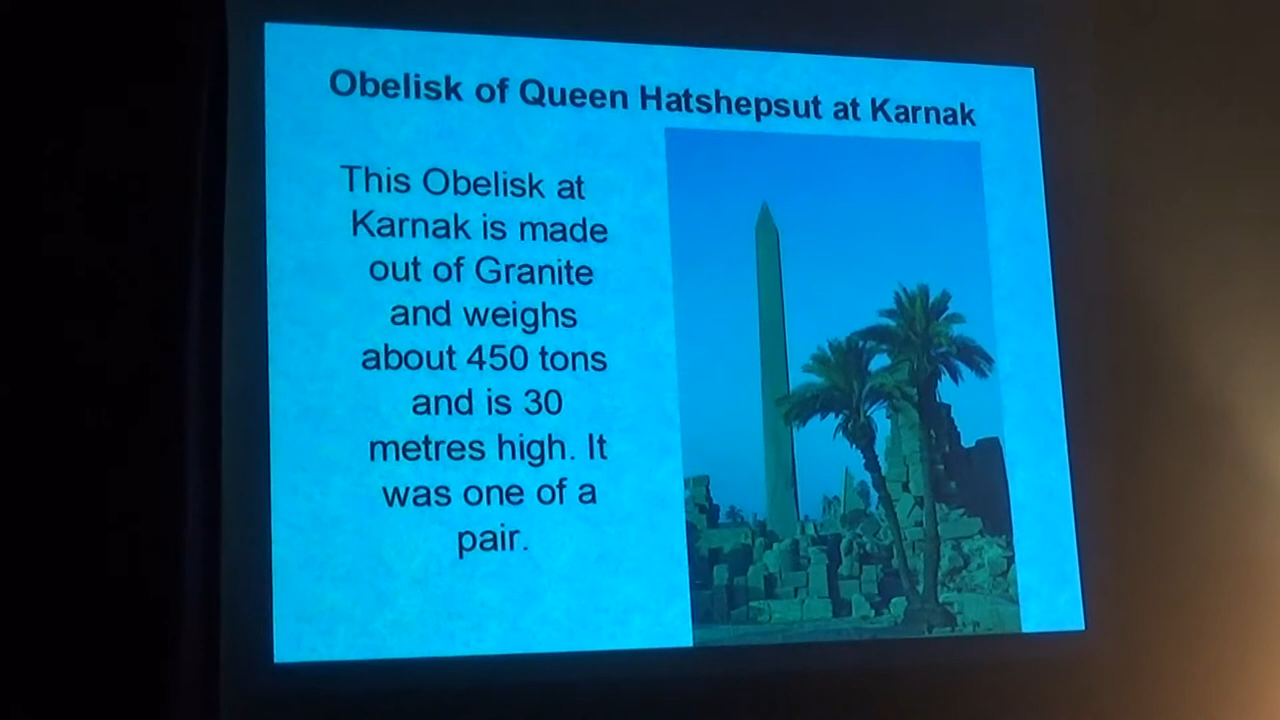 Obelisk of Queen Hatshepsut at Karnak
This Obelisk at
Karnak is made
out of Granite
and weighs
about 450 tons
and is 30
metres high. It
was one of a
pair.